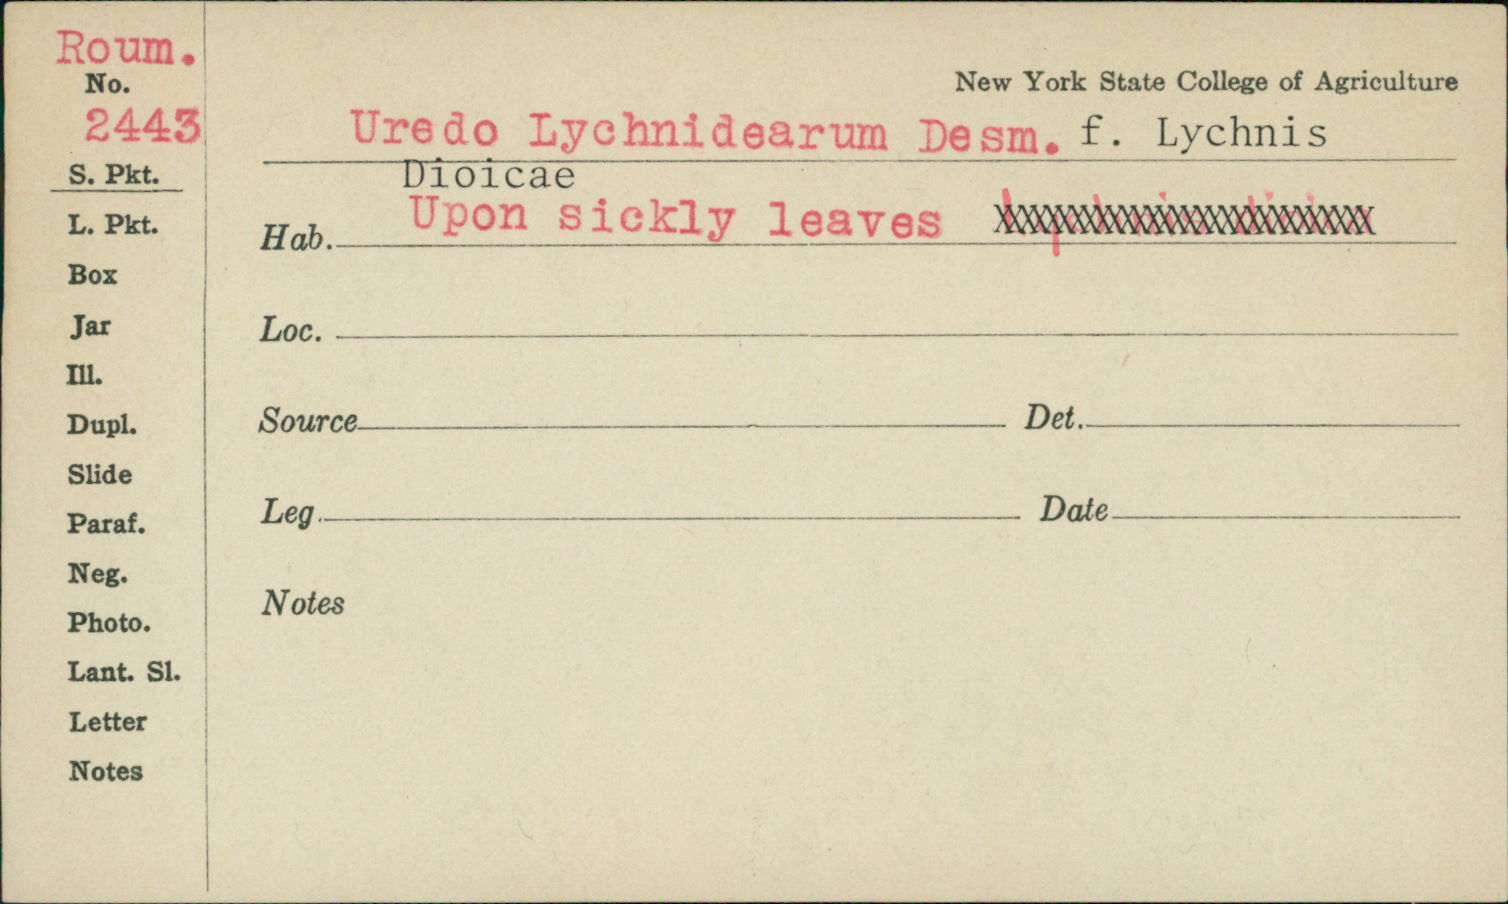 Roum.
No.
2443
S. Pkt.
L. Pkt.
Box
Jar
Ill.
Dupl.
Slide
Paraf.
Neg.
Photo.
Lant. Sl.
Letter
Notes
New York State College of Agriculture
Uredo Lychnidearum Desm. f. Lychnis
Dioicae
Hab. Upon sickly leaves
Loc.
Source Det.
Leg. Date
Notes